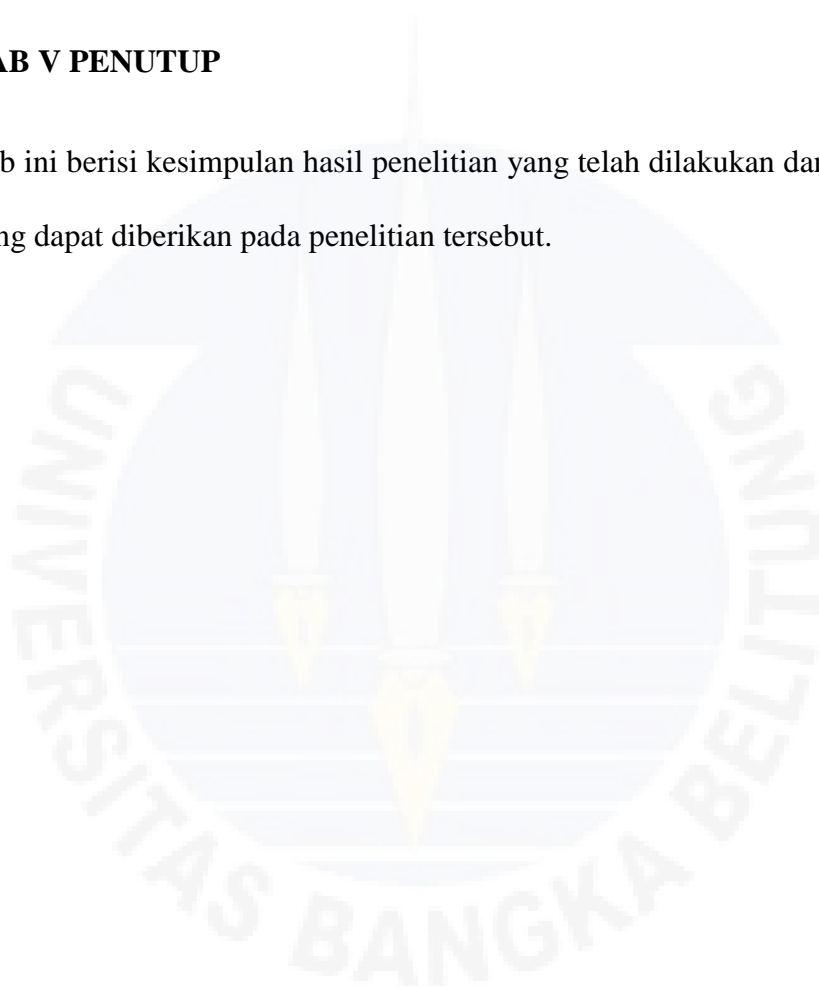 AB V PENUTUP
b ini berisi kesimpulan hasil penelitian yang telah dilakukan dan
ng dapat diberikan pada penelitian tersebut.
UNIVERSITAS BANGKA BELITUNG